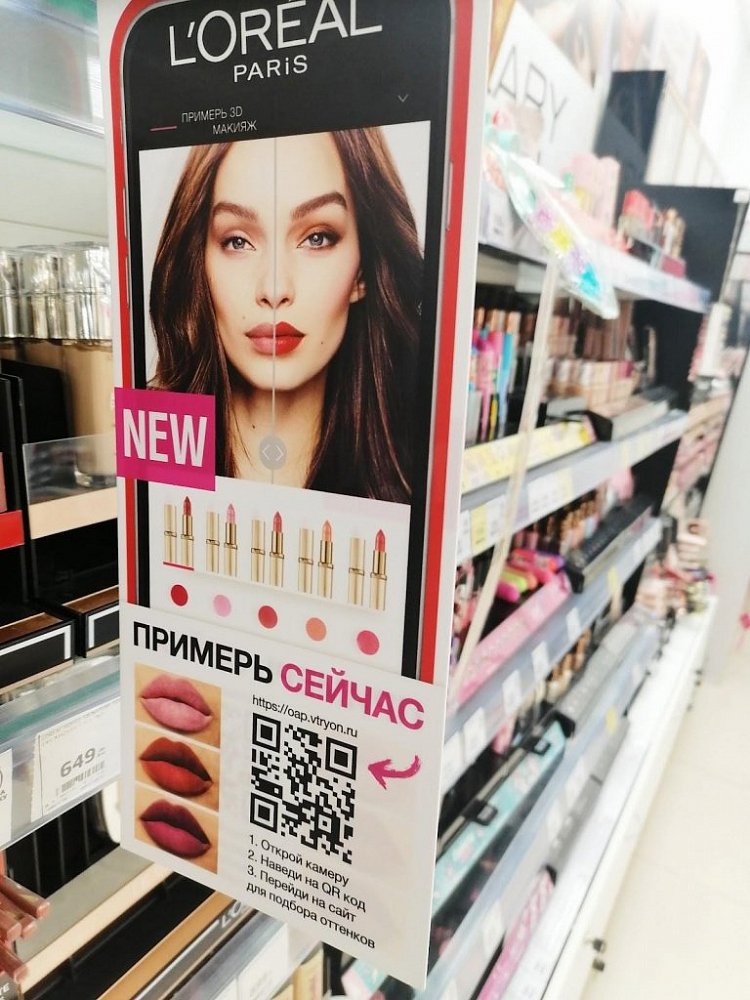 L'ORÉAL
PARiS
ПРИМЕРЬ 3D
МАКИЯЖ
NEW
ПРИМЕРЬ СЕЙЧАС
https://oap.vtryon.ru
1. Открой камеру
2. Наведи на QR код
3. Перейди на сайт
для подбора оттенков
649